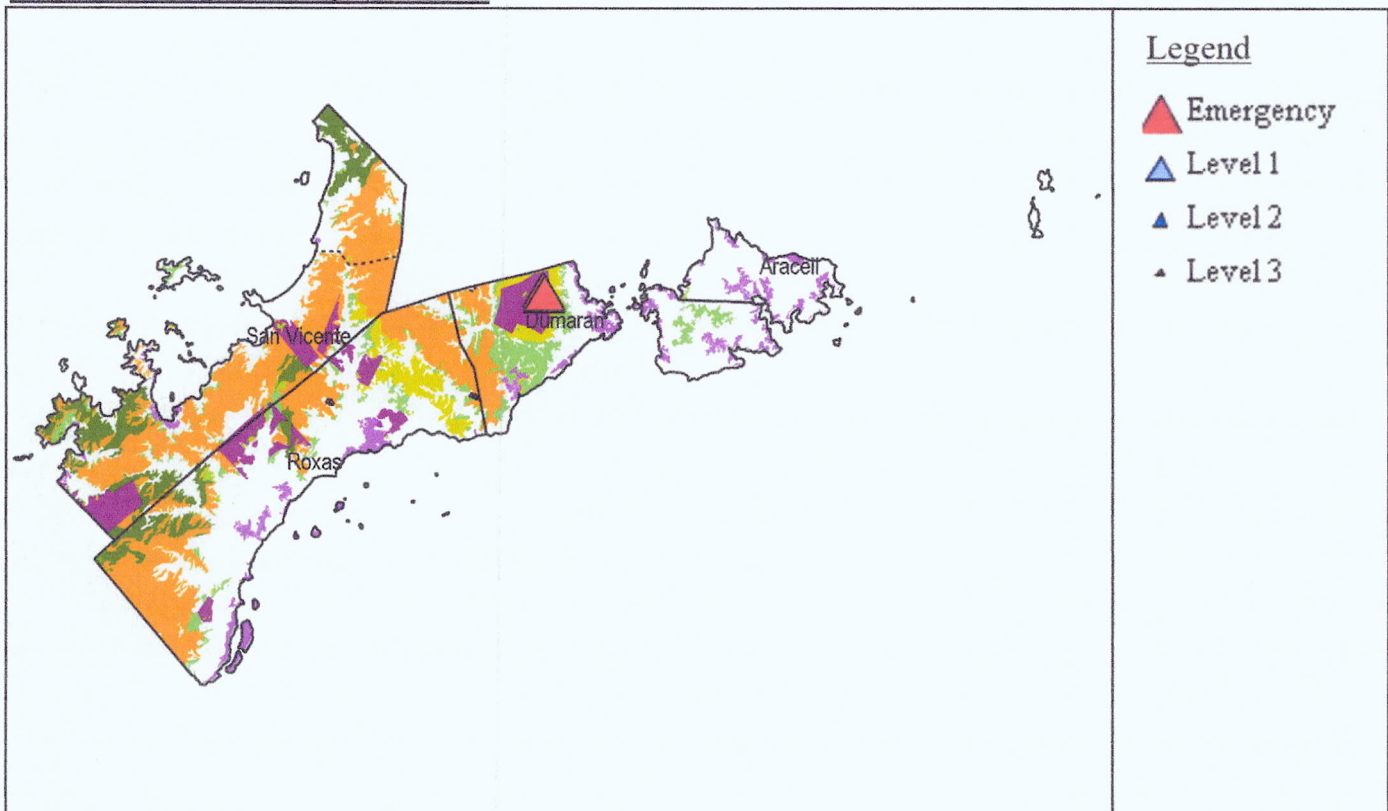 Legend
Emergency
Level 1
Level 2
Level 3
Araceli
Dumaran
San Vicente
Roxas